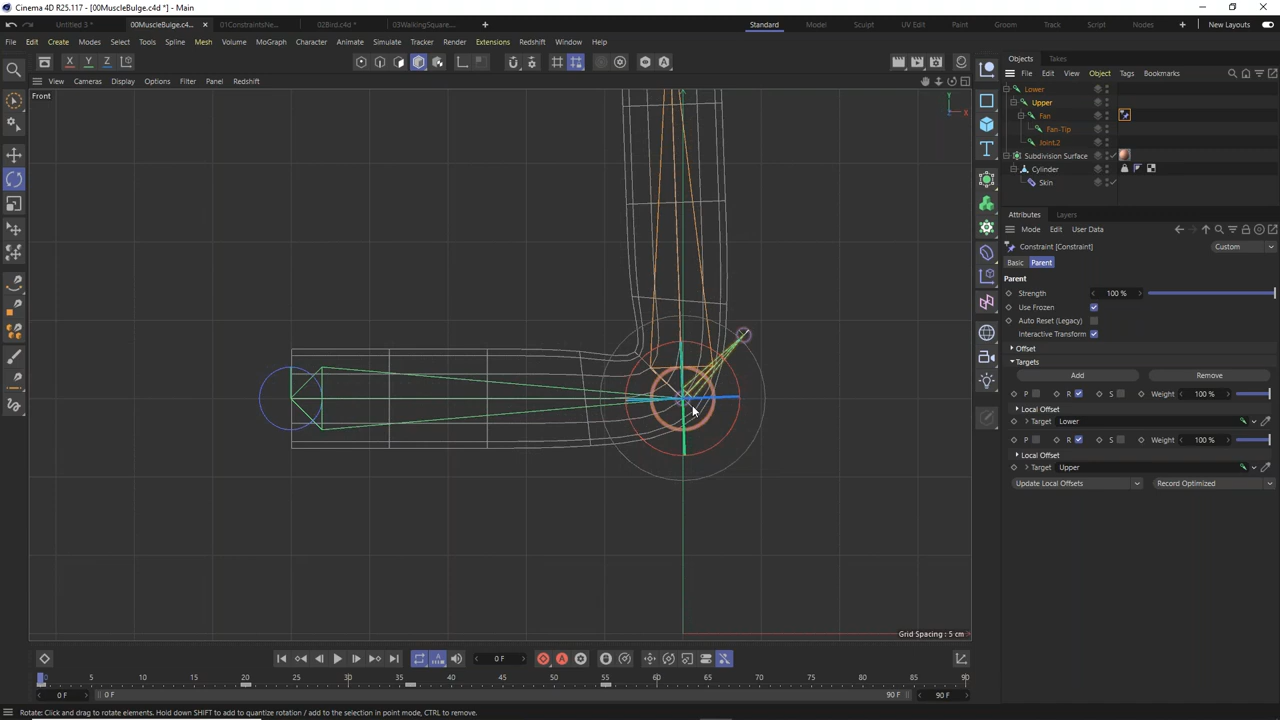 Cinema 4D R25.117 - [00MuscleBulge.c4d *] - Main
Untitled 3 *
00MuscleBulge.c4...
01ConstraintsNe...
02Bird.c4d *
03WalkingSquare....
Standard
Model
Sculpt
UV Edit
Paint
Groom
Track
Script
Nodes
New Layouts
File Edit Create Modes Select Tools Spline Mesh Volume MoGraph Character Animate Simulate Tracker Render Extensions Redshift Window Help
Objects Takes
File Edit View Object Tags Bookmarks
View Cameras Display Options Filter Panel Redshift
Front
Y
X
Lower
Upper
Fan
Fan-Tip
Joint.2
Subdivision Surface
Cylinder
Skin
Attributes Layers
Mode Edit User Data
Constraint [Constraint]
Custom
Basic Parent
Parent
Strength 100 %
Use Frozen
Auto Reset (Legacy)
Interactive Transform
Offset
Targets
Add Remove
P R S Weight 100 %
Local Offset
Target Lower
P R S Weight 100 %
Local Offset
Target Upper
Update Local Offsets Record Optimized
Grid Spacing : 5 cm
0 F
0 5 10 15 20 25 30 35 40 45 50 55 60 65 70 75 80 85 90
0 F 0 F 90 F 90 F
Rotate: Click and drag to rotate elements. Hold down SHIFT to add to quantize rotation / add to the selection in point mode, CTRL to remove.